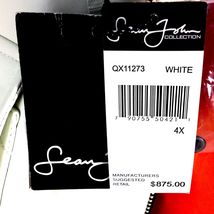 Sean John
COLLECTION
QX11273 WHITE
7 90755 50421 1
4X
MANUFACTURERS
SUGGESTED
RETAIL $875.00
Sean John